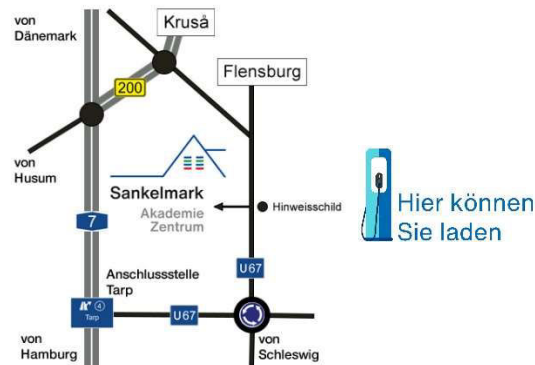 von
Dänemark
Kruså
200
Flensburg
von
Husum
Sankelmark
Akademie
Zentrum
Hinweisschild
Hier können
Sie laden
7
U67
Anschlussstelle
Tarp
4
Tarp
U67
von
Hamburg
von
Schleswig